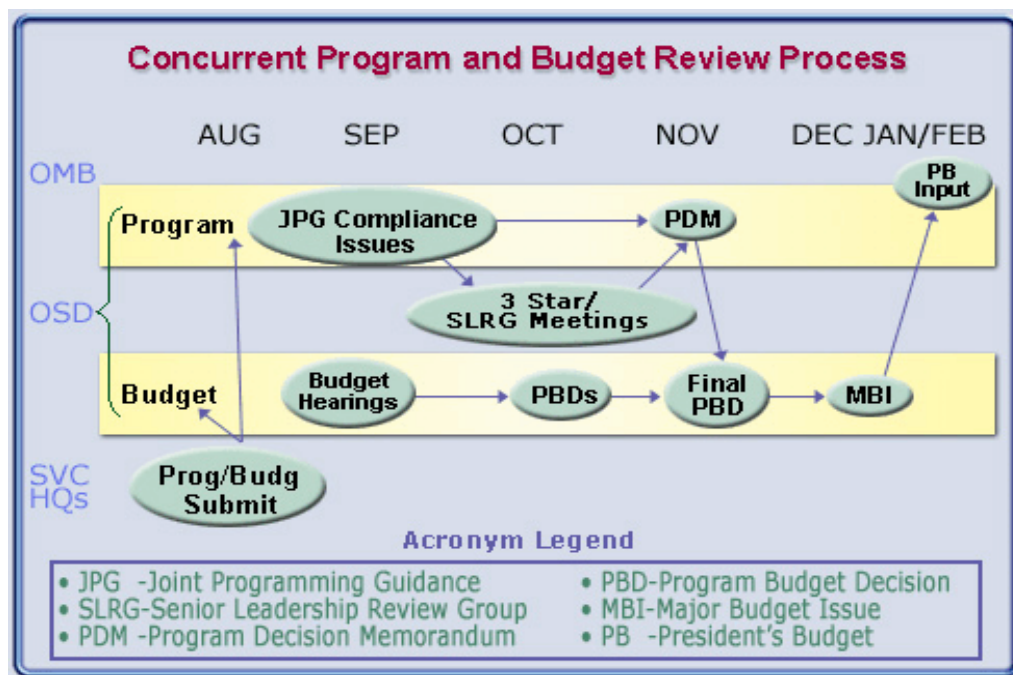 Concurrent Program and Budget Review Process
AUG SEP OCT NOV DEC JAN/FEB
OMB
PB
Input
Program
JPG Compliance
Issues
PDM
OSD
3 Star/
SLRG Meetings
Budget
Budget
Hearings
PBDs
Final
PBD
MBI
SVC
HQs
Prog/Budg
Submit
Acronym Legend
• JPG -Joint Programming Guidance
• SLRG-Senior Leadership Review Group
• PDM -Program Decision Memorandum
• PBD-Program Budget Decision
• MBI-Major Budget Issue
• PB -President's Budget